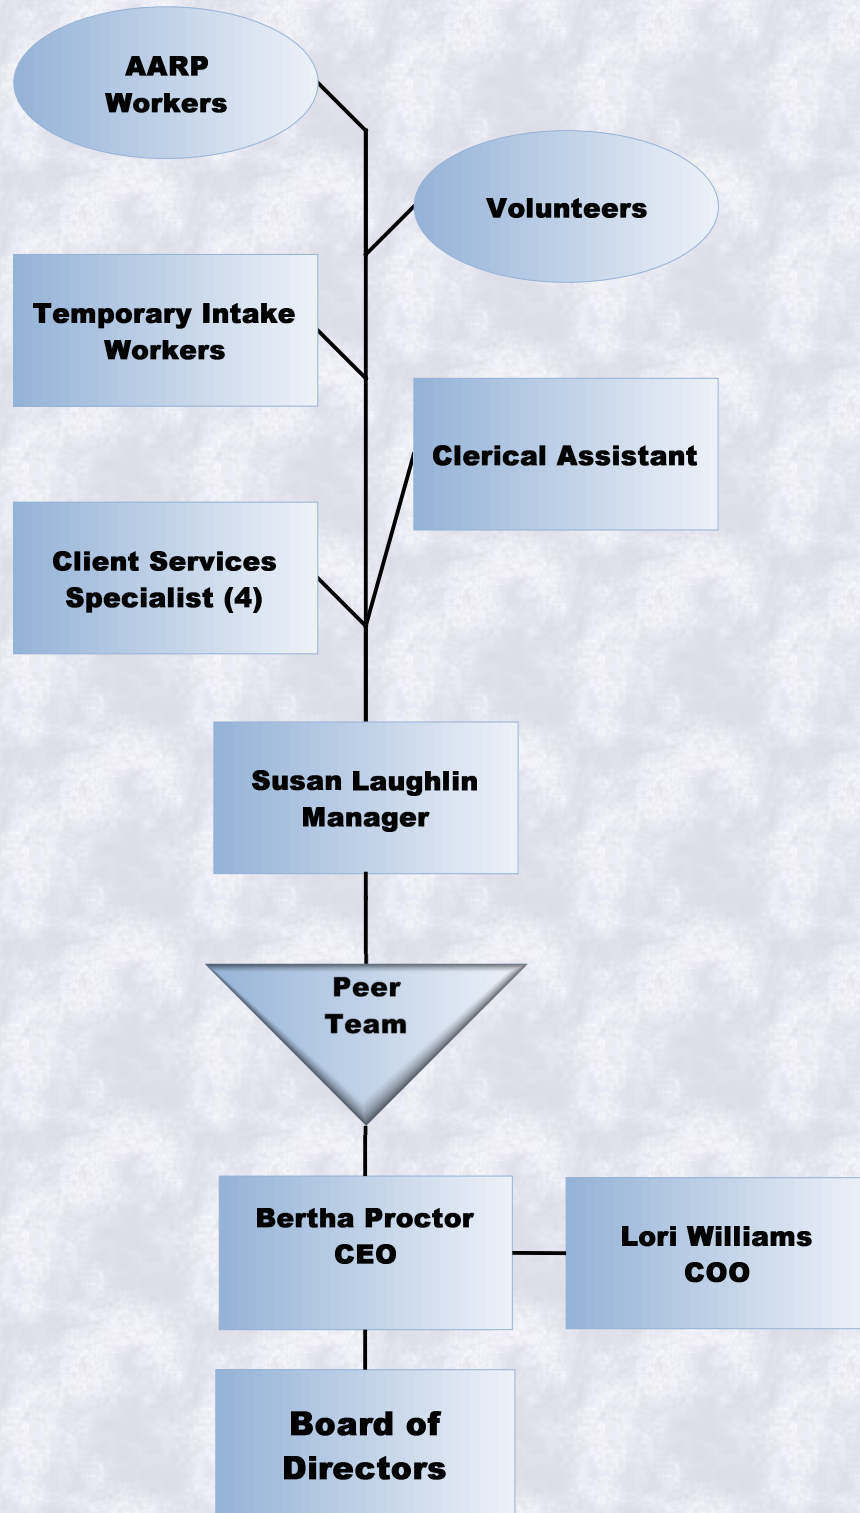 AARP
Workers
Volunteers
Temporary Intake
Workers
Clerical Assistant
Client Services
Specialist (4)
Susan Laughlin
Manager
Peer
Team
Bertha Proctor
CEO
Lori Williams
COO
Board of
Directors